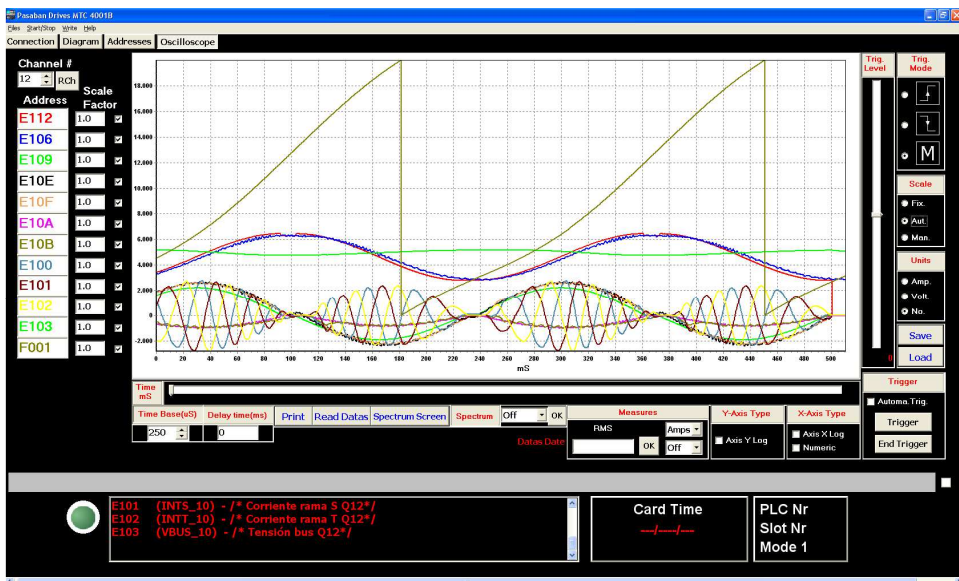 Pasaban Drives MTC 4001B
Files Start/Stop Write Help
Connection Diagram Addresses Oscilloscope
Channel #
12 RCh
Address Scale Factor
E112 1.0
E106 1.0
E109 1.0
E10E 1.0
E10F 1.0
E10A 1.0
E10B 1.0
E100 1.0
E101 1.0
E102 1.0
E103 1.0
F001 1.0
18.000
16.000
14.000
12.000
10.000
8.000
6.000
4.000
2.000
0
-2.000
0 20 40 60 80 100 120 140 160 180 200 220 240 260 280 300 320 340 360 380 400 420 440 460 480 500
mS
Trig. Level
0
Trig. Mode
M
Scale
Fix.
Aut.
Man.
Units
Amp.
Volt.
No.
Save
Load
Time mS
Time Base(uS) Delay time(ms)
250 0
Print Read Datas Spectrum Screen
Spectrum Off OK
Datas Date
Measures
RMS Amps
OK Off
Y-Axis Type
Axis Y Log
X-Axis Type
Axis X Log
Numeric
Trigger
Automa.Trig.
Trigger
End Trigger
E101 (INTS_10) - /* Corriente rama S Q12*/
E102 (INTT_10) - /* Corriente rama T Q12*/
E103 (VBUS_10) - /* Tensión bus Q12*/
Card Time
---/----/---
PLC Nr
Slot Nr
Mode 1